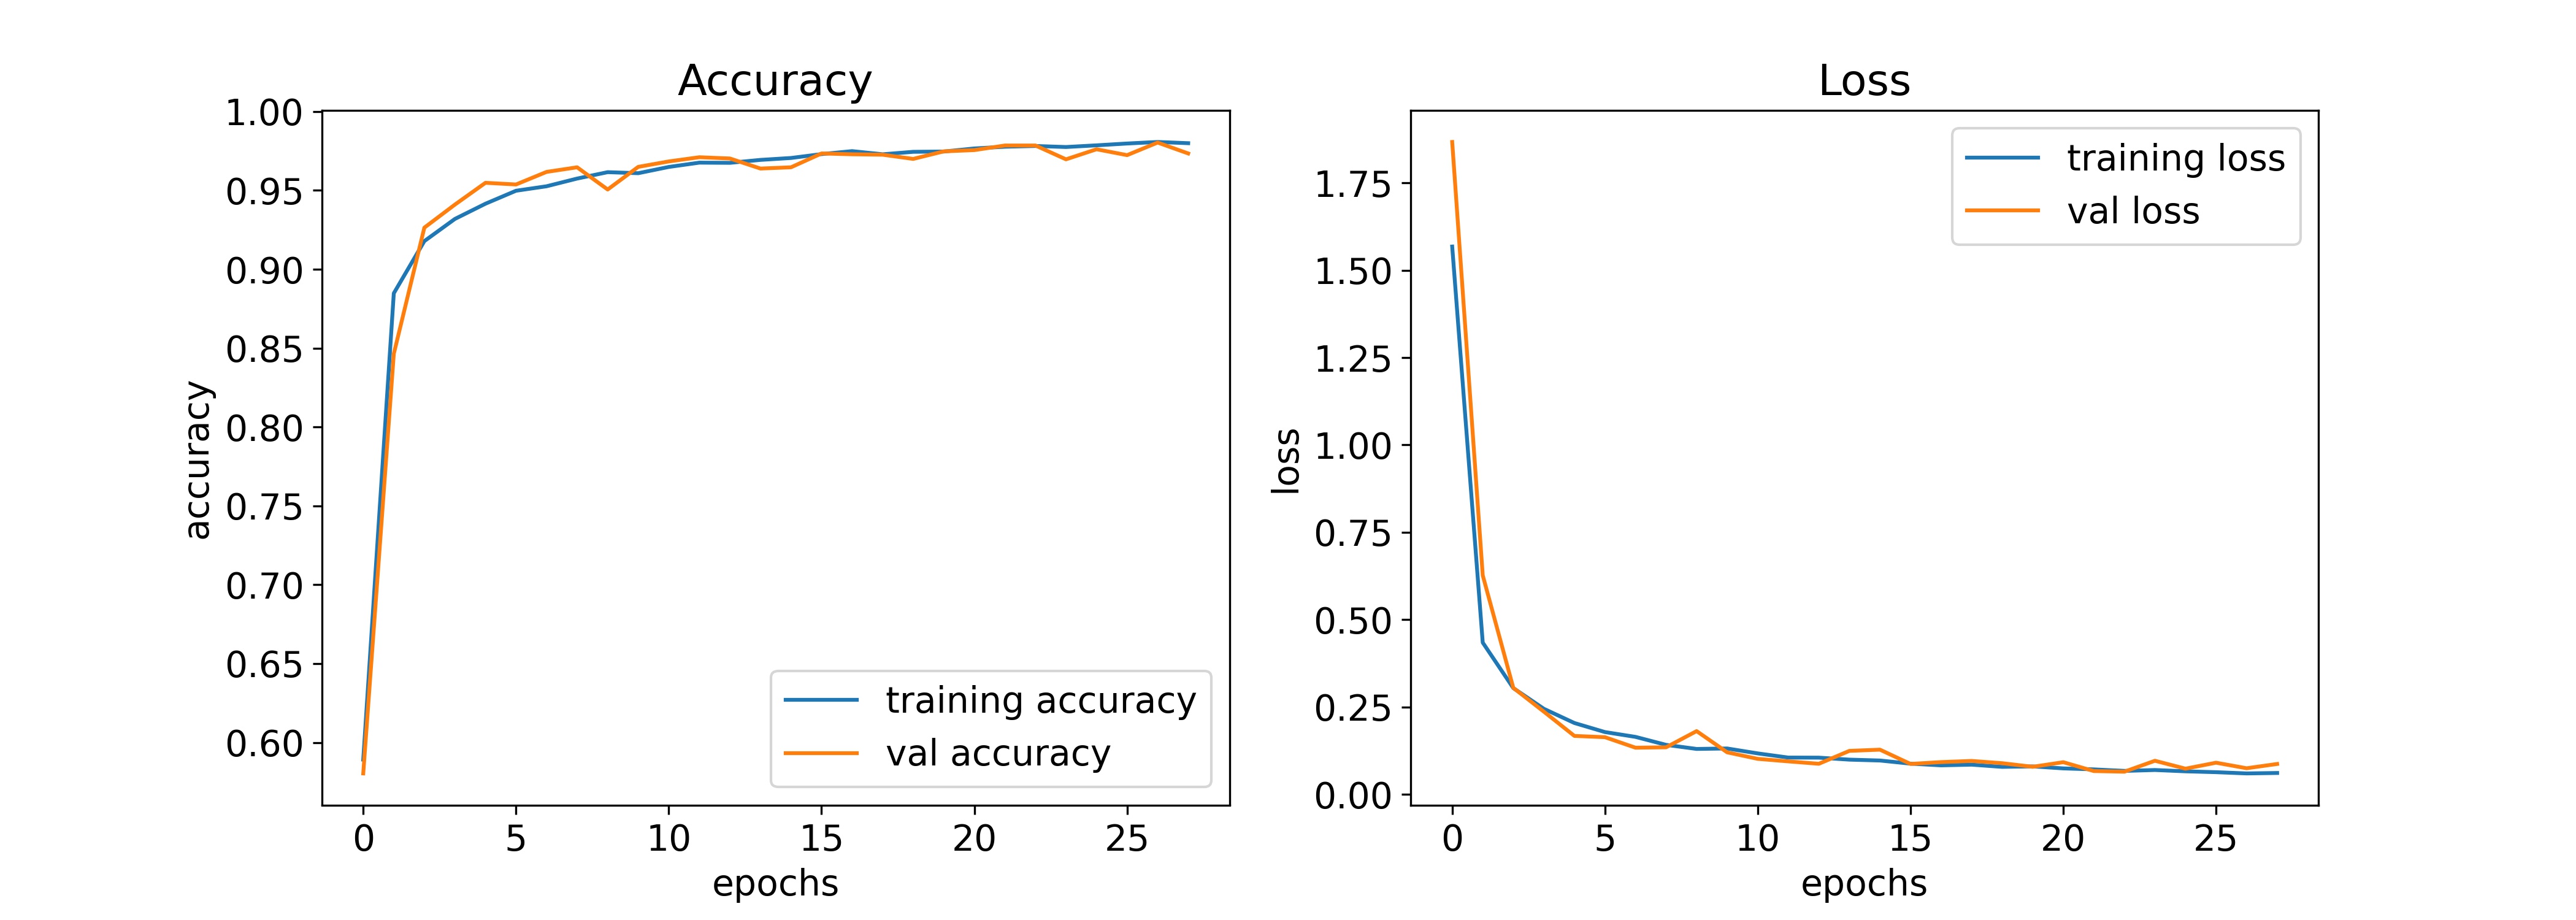 Accuracy
1.00
0.95
0.90
0.85
0.80
0.75
0.70
0.65
0.60
accuracy
training accuracy
val accuracy
0 5 10 15 20 25
epochs
Loss
1.75
1.50
1.25
1.00
0.75
0.50
0.25
0.00
loss
training loss
val loss
0 5 10 15 20 25
epochs